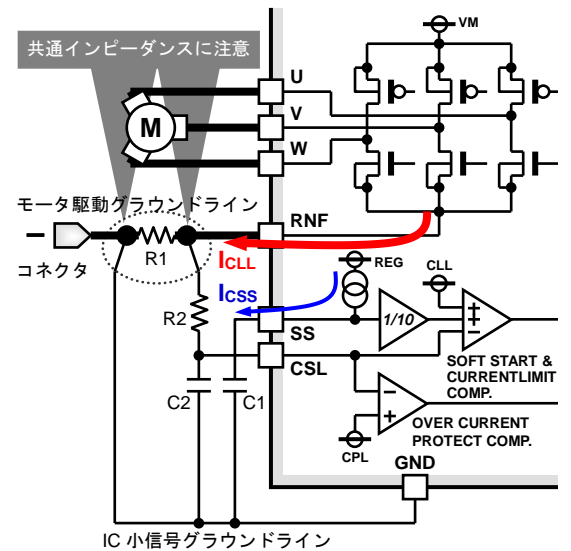 共通インピーダンスに注意
VM
U
V
M
W
モータ駆動グラウンドライン
RNF
コネクタ
R1
ICLL
REG
CLL
ICSS
R2
SS
1/10
CSL
SOFT START &
CURRENTLIMIT
COMP.
C2
C1
OVER CURRENT
PROTECT COMP.
CPL
GND
IC 小信号グラウンドライン